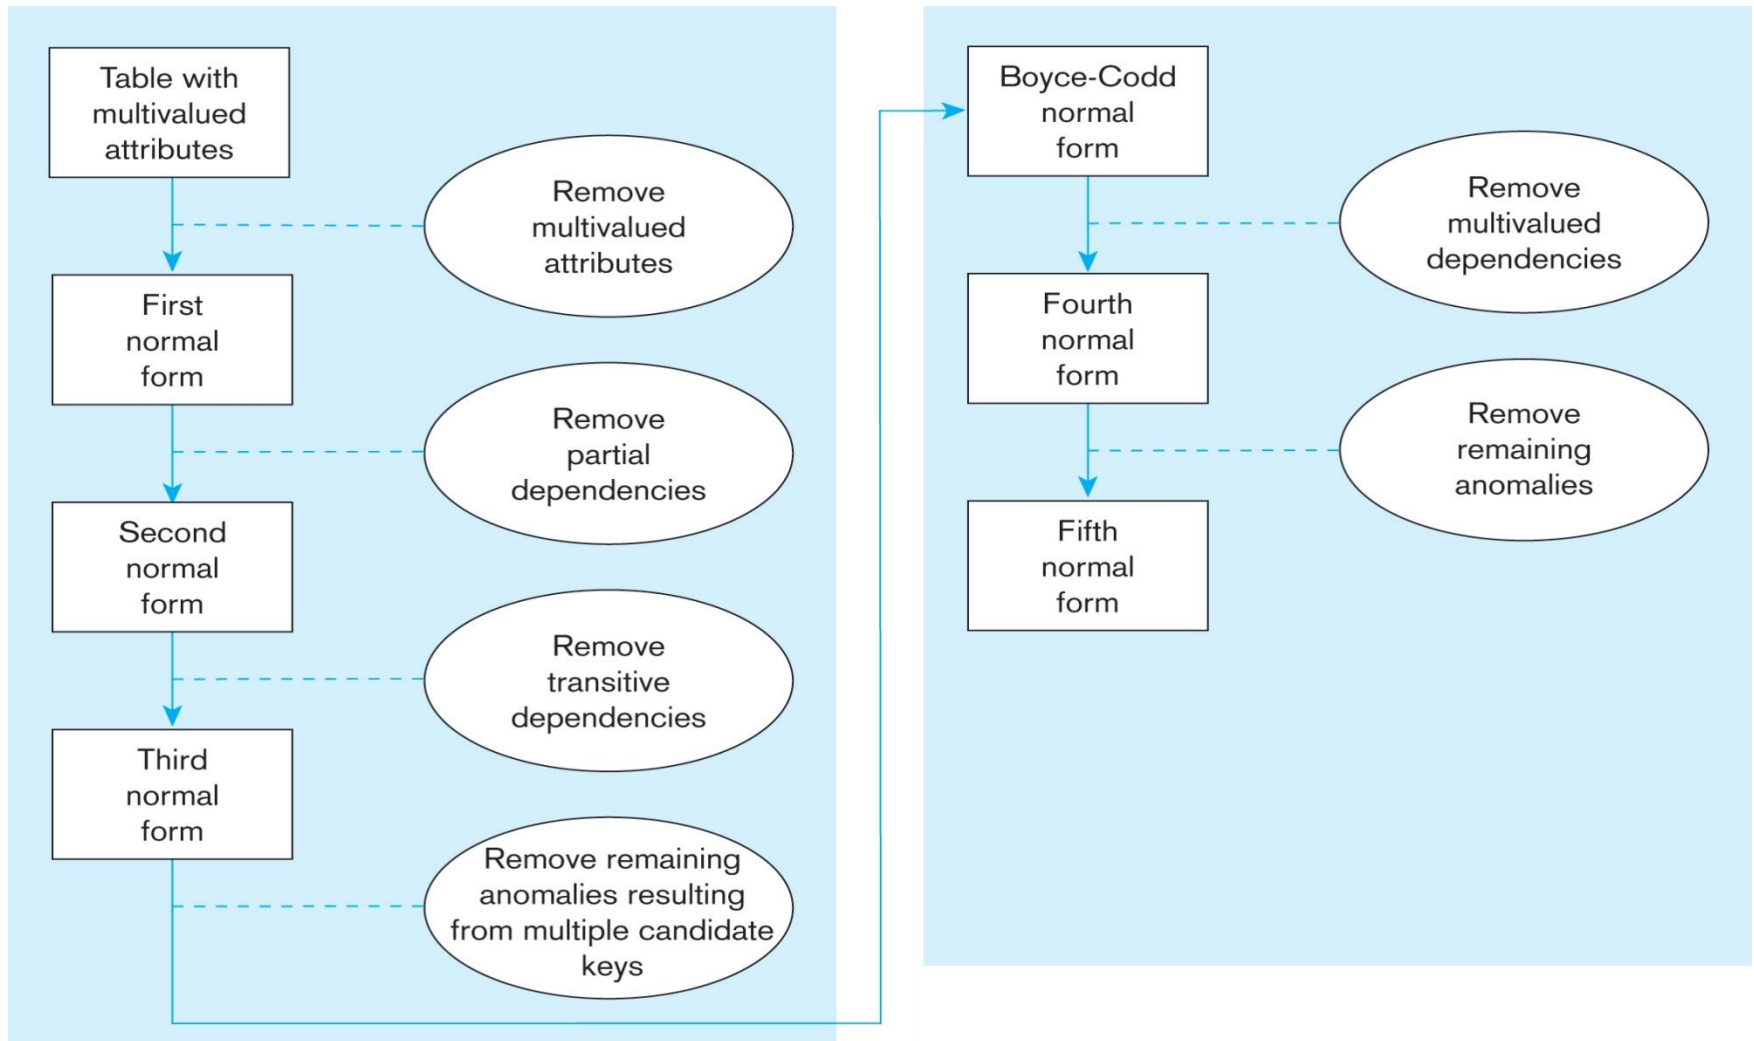 Table with
multivalued
attributes
Remove
multivalued
attributes
First
normal
form
Remove
partial
dependencies
Second
normal
form
Remove
transitive
dependencies
Third
normal
form
Remove remaining
anomalies resulting
from multiple candidate
keys
Boyce-Codd
normal
form
Remove
multivalued
dependencies
Fourth
normal
form
Remove
remaining
anomalies
Fifth
normal
form